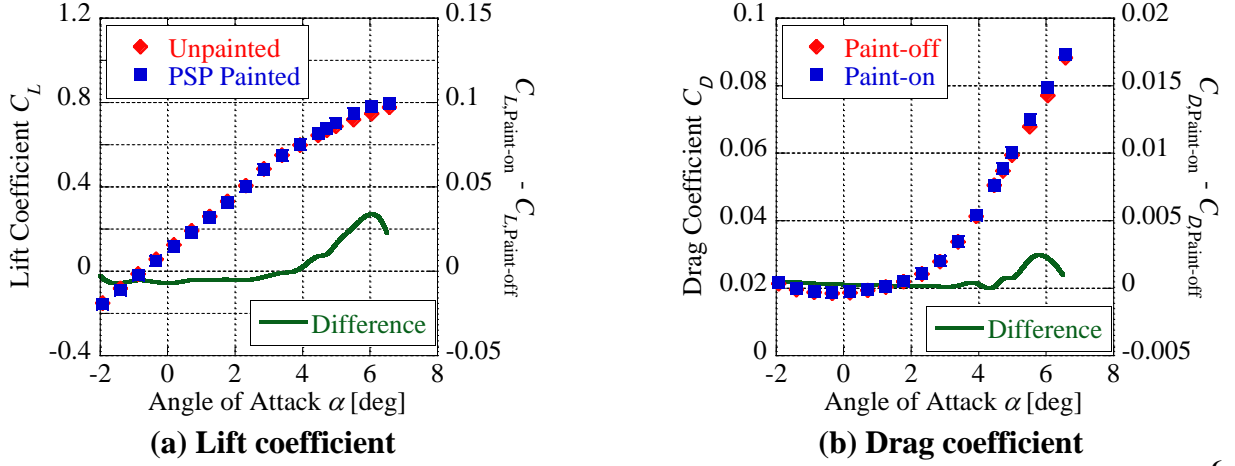 1.2
0.8
0.4
0
-0.4
Lift Coefficient C_L
Unpainted
PSP Painted
Difference
0.15
0.1
0.05
0
-0.05
C_L,Paint-on - C_L,Paint-off
-2 0 2 4 6 8
Angle of Attack α [deg]
(a) Lift coefficient
0.1
0.08
0.06
0.04
0.02
0
Drag Coefficient C_D
Paint-off
Paint-on
Difference
0.02
0.015
0.01
0.005
0
-0.005
C_D,Paint-on - C_D,Paint-off
-2 0 2 4 6 8
Angle of Attack α [deg]
(b) Drag coefficient